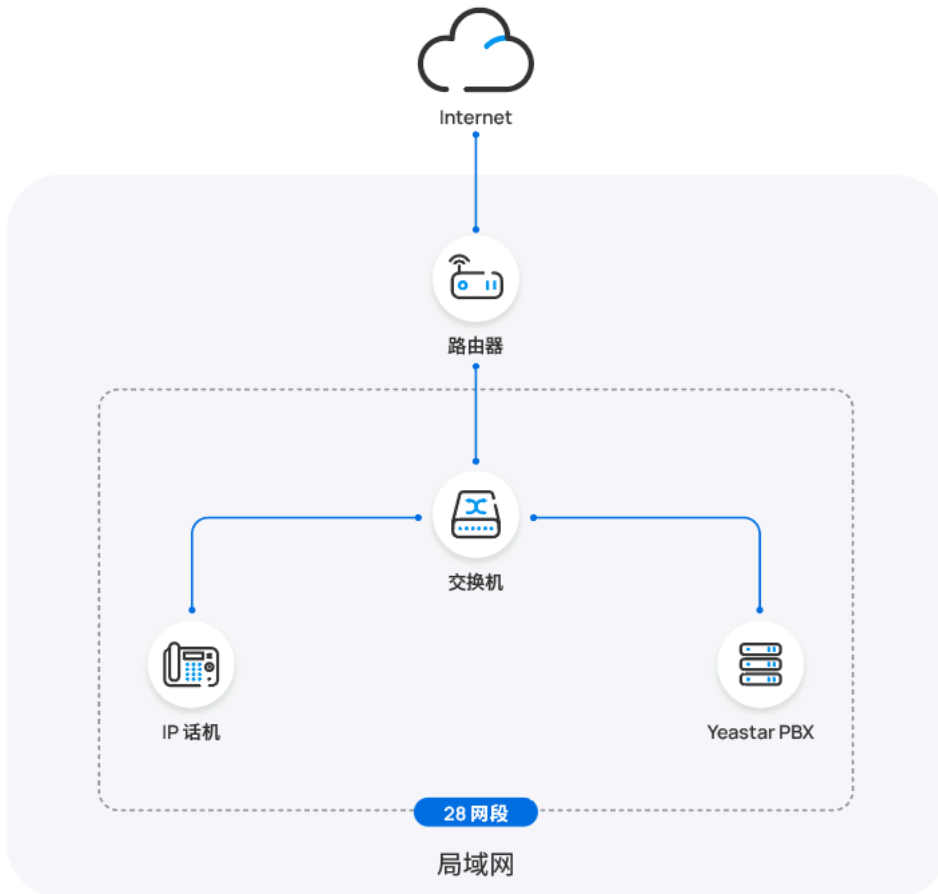 Internet
路由器
交换机
IP 话机
Yeastar PBX
28 网段
局域网